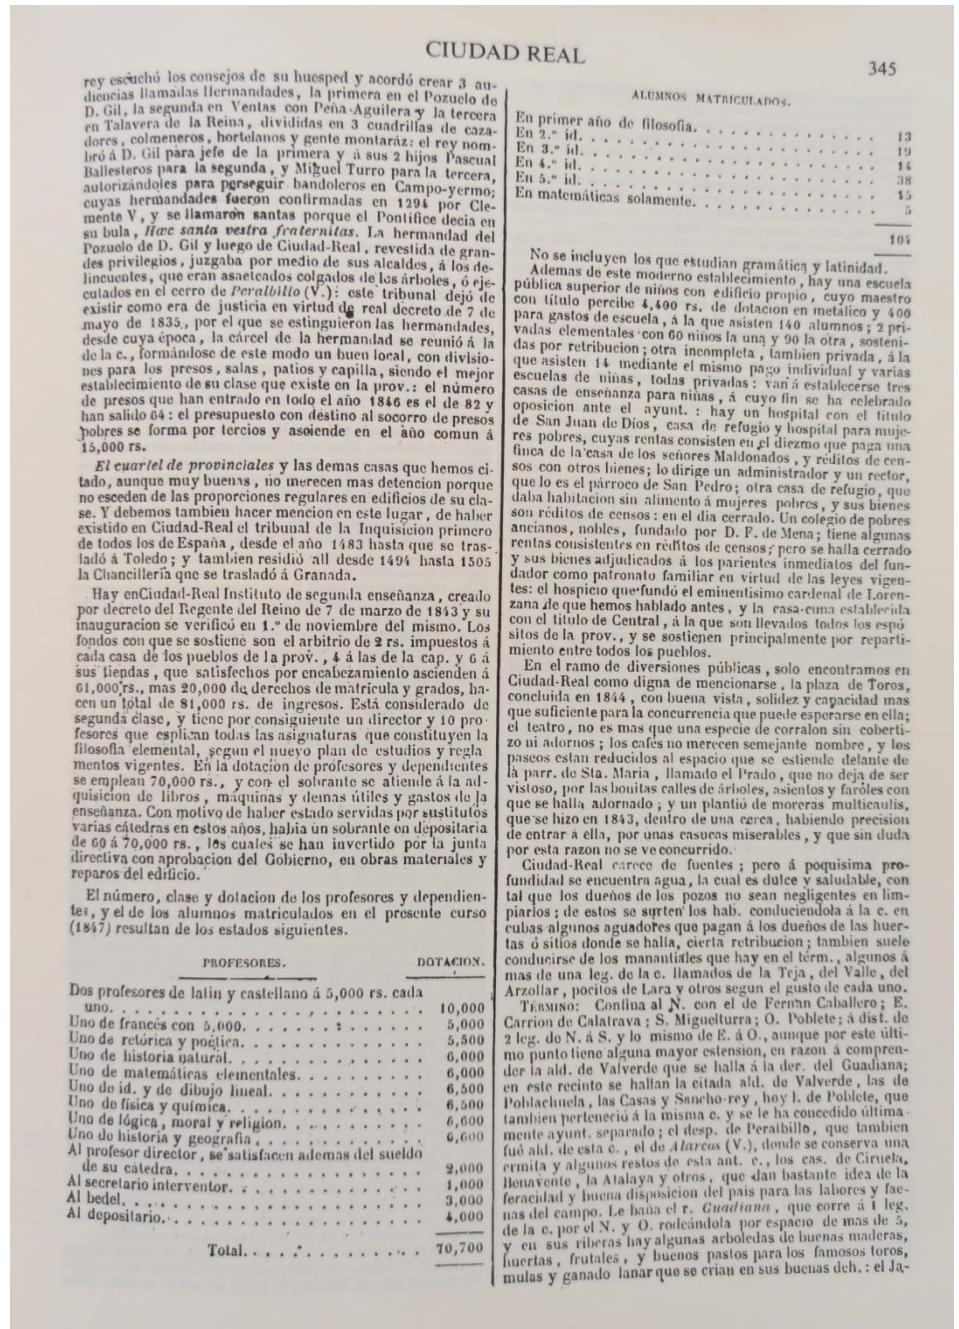 CIUDAD REAL
345
rey escuchó los consejos de su huesped y acordó crear 3 au-
diencias llamadas Hermandades, la primera en el Pozuelo de
D. Gil, la segunda en Ventas con Peña-Aguilera y la tercera
en Talavera de la Reina, divididas en 3 cuadrillas de caza-
dores, colmeneros, hortelanos y gente montaráz: el rey nom-
bró á D. Gil para jefe de la primera y á sus 2 hijos Pascual
Ballesteros para la segunda, y Miguel Turro para la tercera,
autorizándoles para perseguir bandoleros en Campo-yermo;
cuyas hermandades fueron confirmadas en 1294 por Cle-
mente V, y se llamaron santas porque el Pontifice decia en
su bula, Hæc santa vestra fraternitas. La hermandad del
Pozuelo de D. Gil y luego de Ciudad-Real, revestida de gran-
des privilegios, juzgaba por medio de sus alcaldes, á los de-
lincuentes, que eran asaeteados colgados de los árboles, ó eje-
culados en el cerro de Peralbillo (V.): este tribunal dejó de
existir como era de justicia en virtud de real decreto de 7 de
mayo de 1835, por el que se estinguieron las hermandades,
desde cuya época, la cárcel de la hermandad se reunió á la
de la c., formándose de este modo un buen local, con divisio-
nes para los presos, salas, patios y capilla, siendo el mejor
establecimiento de su clase que existe en la prov.: el número
de presos que han entrado en todo el año 1846 es el de 82 y
han salido 64: el presupuesto con destino al socorro de presos
pobres se forma por tercios y asciende en el año comun á
15,000 rs.
El cuartel de provinciales y las demas casas que hemos ci-
tado, aunque muy buenas, no merecen mas detencion porque
no esceden de las proporciones regulares en edificios de su cla-
se. Y debemos tambien hacer mencion en este lugar, de haber
existido en Ciudad-Real el tribunal de la Inquisicion primero
de todos los de España, desde el año 1483 hasta que se tras-
ladó á Toledo; y tambien residió allí desde 1494 hasta 1505
la Chancillería que se trasladó á Granada.
Hay enCiudad-Real Instituto de segunda enseñanza, creado
por decreto del Regente del Reino de 7 de marzo de 1843 y su
inauguracion se verificó en 1.º de noviembre del mismo. Los
fondos con que se sostiene son el arbitrio de 2 rs. impuestos á
cada casa de los pueblos de la prov., 4 á las de la cap. y 6 á
sus tiendas, que satisfechos por encabezamiento ascienden á
61,000 rs., mas 20,000 de derechos de matrícula y grados, ha-
cen un total de 81,000 rs. de ingresos. Está considerado de
segunda clase, y tiene por consiguiente un director y 10 pro-
fesores que esplican todas las asignaturas que constituyen la
filosofia elemental, segun el nuevo plan de estudios y regla
mentos vigentes. En la dotacion de profesores y dependientes
se emplean 70,000 rs., y con el sobrante se atiende á la ad-
quisicion de libros, máquinas y demas útiles y gastos de la
enseñanza. Con motivo de haber estado servidas por sustitutos
varias cátedras en estos años, habia un sobrante en depositaria
de 60 á 70,000 rs., los cuales se han invertido por la junta
directiva con aprobacion del Gobierno, en obras materiales y
reparos del edificio.
El número, clase y dotacion de los profesores y dependien-
tes, y el de los alumnos matriculados en el presente curso
(1847) resultan de los estados siguientes.
PROFESORES. DOTACION.
Dos profesores de latin y castellano á 5,000 rs. cada
uno. . . . . . . . . . 10,000
Uno de francés con 5,000. . . . . . . . . . 5,000
Uno de retórica y poética. . . . . . . . . . 5,500
Uno de historia natural. . . . . . . . . . 6,000
Uno de matemáticas elementales. . . . . . . . . . 6,000
Uno de id. y de dibujo lineal. . . . . . . . . . 6,500
Uno de física y química. . . . . . . . . . 6,500
Uno de lógica, moral y religion. . . . . . . . . . 6,600
Uno de historia y geografia, . . . . . . . . . . 6,600
Al profesor director, se satisfacen ademas del sueldo
de su cátedra. . . . . . . . . . 2,000
Al secretario interventor. . . . . . . . . . 1,000
Al bedel. . . . . . . . . . 3,000
Al depositario. . . . . . . . . . 4,000
Total. . . . . . . . . . 70,700
ALUMNOS MATRICULADOS.
En primer año de filosofia. . . . . . . . . . 13
En 2.º id. . . . . . . . . . 19
En 3.º id. . . . . . . . . . 14
En 4.º id. . . . . . . . . . 38
En 5.º id. . . . . . . . . . 15
En matemáticas solamente. . . . . . . . . . 5
104
No se incluyen los que estudian gramática y latinidad.
Ademas de este moderno establecimiento, hay una escuela
pública superior de niños con edificio propio, cuyo maestro
con título percibe 4,400 rs. de dotacion en metálico y 400
para gastos de escuela, á la que asisten 140 alumnos; 2 pri-
vadas elementales con 60 niños la una y 90 la otra, sosteni-
das por retribucion; otra incompleta, tambien privada, á la
que asisten 14 mediante el mismo pago individual y varias
escuelas de niñas, todas privadas: van á establecerse tres
casas de enseñanza para niñas, á cuyo fin se ha celebrado
oposicion ante el ayunt.: hay un hospital con el título
de San Juan de Dios, casa de refugio y hospital para muje-
res pobres, cuyas rentas consisten en el diezmo que paga una
finca de la casa de los señores Maldonados, y réditos de cen-
sos con otros bienes; lo dirige un administrador y un rector,
que lo es el párroco de San Pedro; otra casa de refugio, que
daba habitacion sin alimento á mujeres pobres, y sus bienes
son réditos de censos: en el dia cerrado. Un colegio de pobres
ancianos, nobles, fundado por D. F. de Mena; tiene algunas
rentas consistentes en réditos de censos; pero se halla cerrado
y sus bienes adjudicados á los parientes inmediatos del fun-
dador como patronato familiar en virtud de las leyes vigen-
tes: el hospicio que fundó el eminentísimo cardenal de Loren-
zana de que hemos hablado antes, y la casa-cuna establecida
con el título de Central, á la que son llevados todos los espó
sitos de la prov., y se sostienen principalmente por reparti-
miento entre todos los pueblos.
En el ramo de diversiones públicas, solo encontramos en
Ciudad-Real como digna de mencionarse, la plaza de Toros,
concluida en 1844, con buena vista, solidez y capacidad mas
que suficiente para la concurrencia que puede esperarse en ella;
el teatro, no es mas que una especie de corralon sin coberti-
zo ni adornos; los cafés no merecen semejante nombre, y los
paseos estan reducidos al espacio que se estiende delante de
la parr. de Sta. Maria, llamado el Prado, que no deja de ser
vistoso, por las bonitas calles de árboles, asientos y faróles con
que se halla adornado; y un plantió de moreras multicaulis,
que se hizo en 1843, dentro de una cerca, habiendo precision
de entrar á ella, por unas casucas miserables, y que sin duda
por esta razon no se ve concurrido.
Ciudad-Real carece de fuentes; pero á poquisima pro-
fundidad se encuentra agua, la cual es dulce y saludable, con
tal que los dueños de los pozos no sean negligentes en lim-
piarlos; de estos se surten los hab. conduciendola á la c. en
cubas algunos aguadores que pagan á los dueños de las huer-
tas ó sitios donde se halla, cierta retribucion; tambien suele
conducirse de los manantiales que hay en el térm., algunos á
mas de una leg. de la c. llamados de la Teja, del Valle, del
Arzollar, pocitos de Lara y otros segun el gusto de cada uno.
TÉRMINO: Confina al N. con el de Fernan Caballero; E.
Carrion de Calatrava; S. Miguelturra; O. Poblete; á dist. de
2 leg. de N. á S. y lo mismo de E. á O., aunque por este últi-
mo punto tiene alguna mayor estension, en razon á compren-
der la ald. de Valverde que se halla á la der. del Guadiana;
en este recinto se hallan la citada ald. de Valverde, las de
Poblachuela, las Casas y Sancho-rey, hoy l. de Poblete, que
tambien perteneció á la misma c. y se le ha concedido última-
mente ayunt. separado; el desp. de Peralbillo, que tambien
fué ald. de esta c., el de Alarcos (V.), donde se conserva una
ermita y algunos restos de esta ant. c., los cas. de Ciruela,
Benavente, la Atalaya y otros, que dan bastante idea de la
feracidad y buena disposicion del pais para las labores y fae-
nas del campo. Le baña el r. Guadiana, que corre á 1 leg.
de la c. por el N. y O. rodeándola por espacio de mas de 5,
y en sus riberas hay algunas arboledas de buenas maderas,
huertas, frutales, y buenos pastos para los famosos toros,
mulas y ganado lanar que se crian en sus buenas deh.: el Ja-